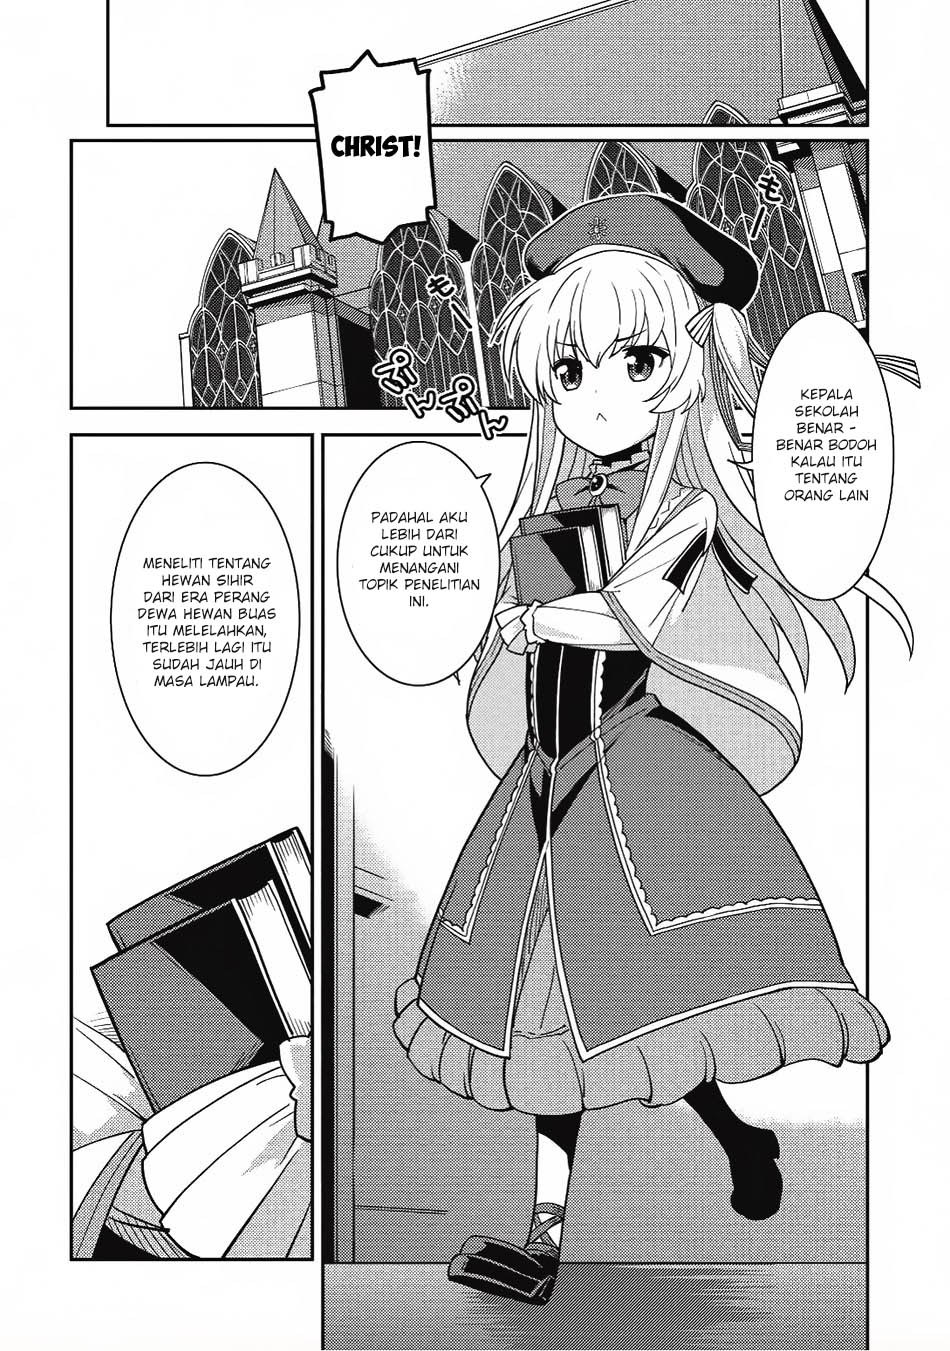 CHRIST!
もー
もー
ぷん
ぷん
KEPALA
SEKOLAH
BENAR -
BENAR BODOH
KALAU ITU
TENTANG
ORANG LAIN
PADAHAL AKU
LEBIH DARI
CUKUP UNTUK
MENANGANI
TOPIK PENELITIAN
INI.
MENELITI TENTANG
HEWAN SIHIR
DARI ERA PERANG
DEWA HEWAN BUAS
ITU MELELAHKAN,
TERLEBIH LAGI ITU
SUDAH JAUH DI
MASA LAMPAU.